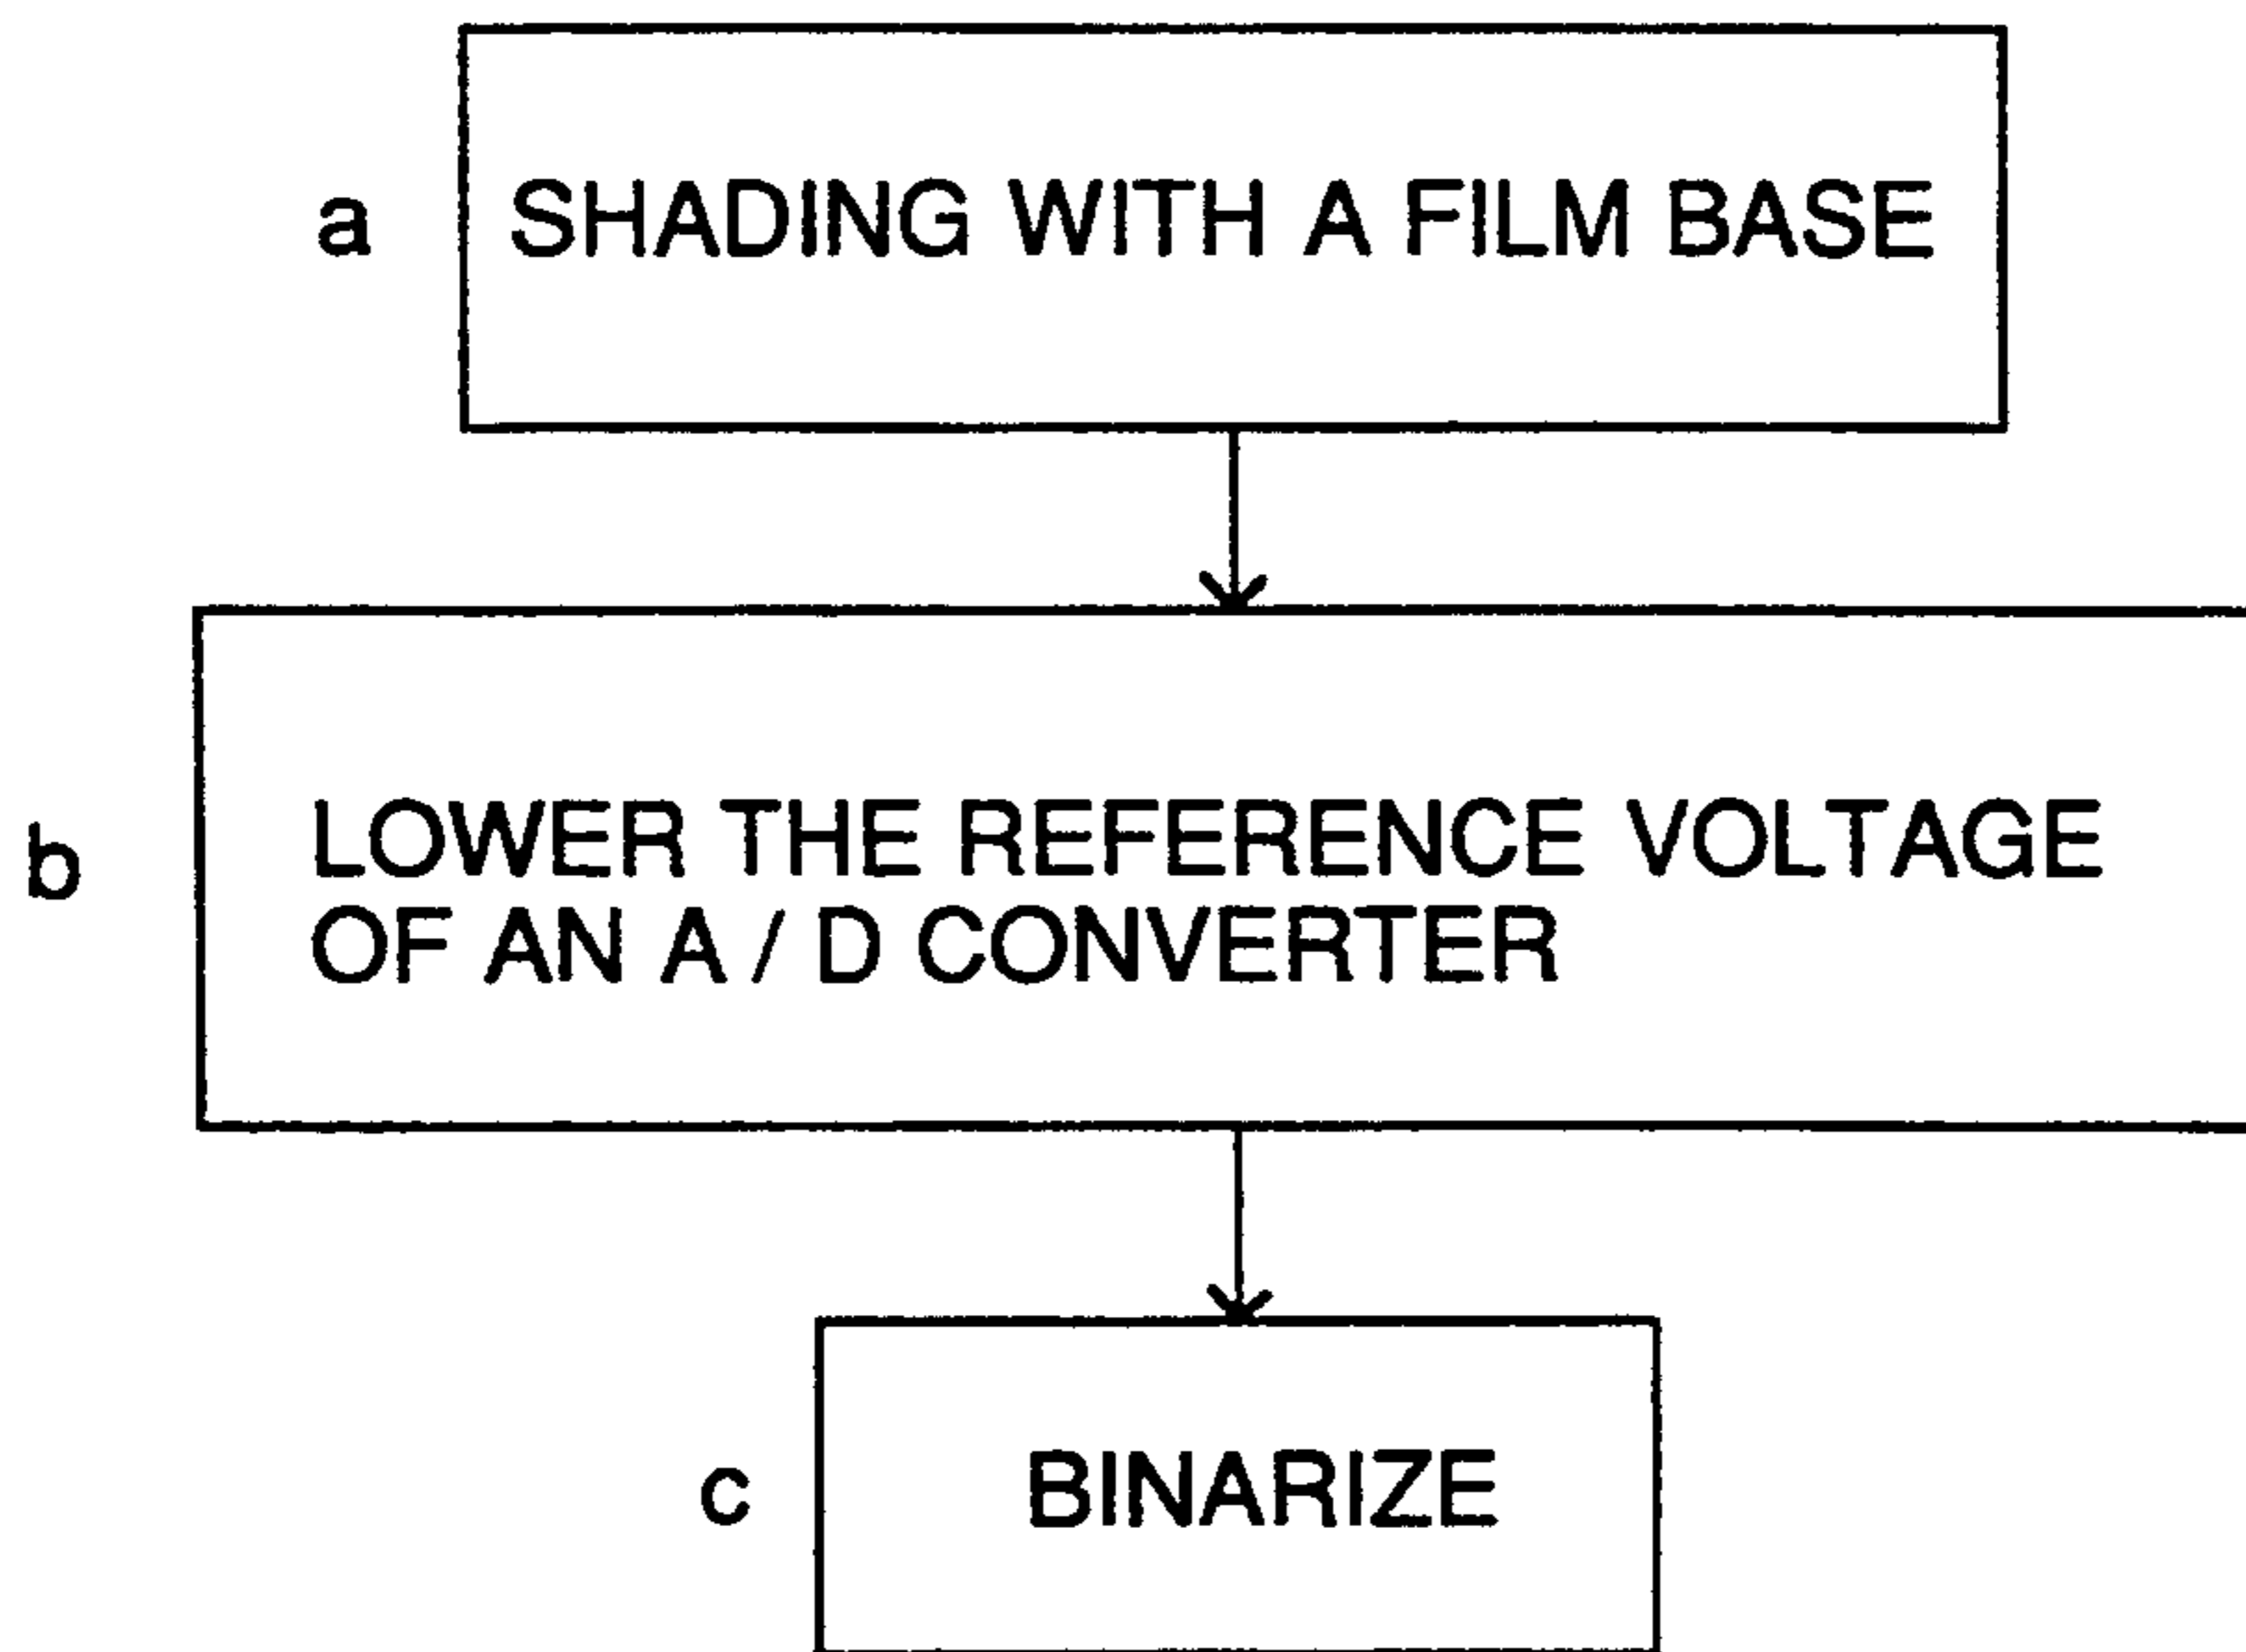 a SHADING WITH A FILM BASE
b
LOWER THE REFERENCE VOLTAGE
OF AN A / D CONVERTER
c BINARIZE